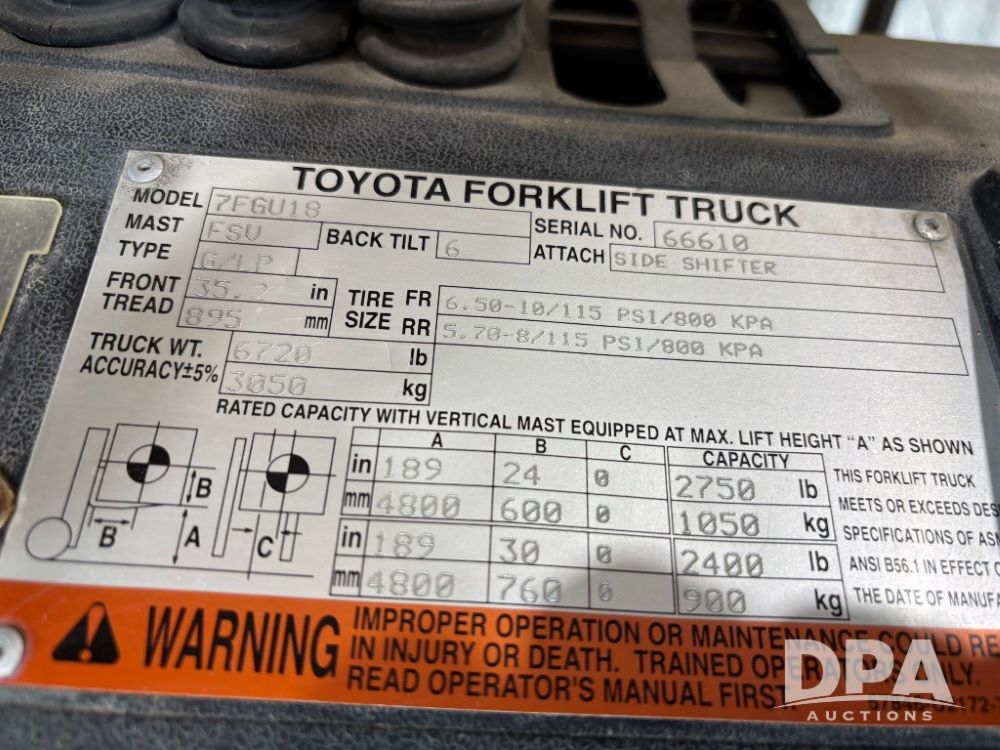 TOYOTA FORKLIFT TRUCK
MODEL 7FGU18 SERIAL NO. 66610
MAST FSV BACK TILT 6 ATTACH SIDE SHIFTER
TYPE G/LP
FRONT TREAD 35.2 in 895 mm
TIRE SIZE FR 6.50-10/115 PSI/800 KPA
RR 5.70-8/115 PSI/800 KPA
TRUCK WT. 6720 lb
ACCURACY±5% 3050 kg
RATED CAPACITY WITH VERTICAL MAST EQUIPPED AT MAX. LIFT HEIGHT "A" AS SHOWN
A B C CAPACITY
in 189 24 0 2750 lb
mm 4800 600 0 1050 kg
in 189 30 0 2400 lb
mm 4800 760 0 900 kg
B
B A C
THIS FORKLIFT TRUCK
MEETS OR EXCEEDS
SPECIFICATIONS OF
ANSI B56.1 IN EFFECT
THE DATE OF
WARNING
IMPROPER OPERATION OR MAINTENANCE COULD
IN INJURY OR DEATH. TRAINED OPERATORS ONLY.
READ OPERATOR'S MANUAL FIRST.
DPA
AUCTIONS